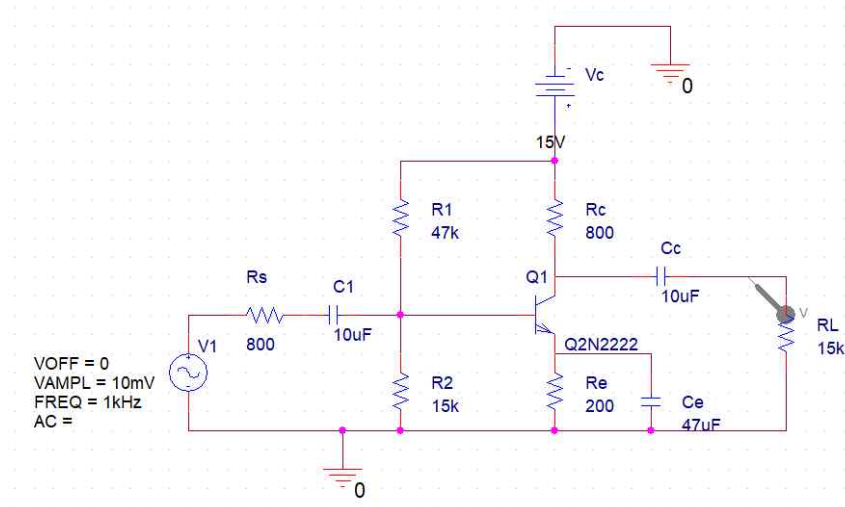 Vc
-
+
0
15V
R1
47k
Rc
800
Cc
10uF
Rs
800
C1
10uF
Q1
Q2N2222
V
RL
15k
V1
+
-
VOFF = 0
VAMPL = 10mV
FREQ = 1kHz
AC =
R2
15k
Re
200
Ce
47uF
0